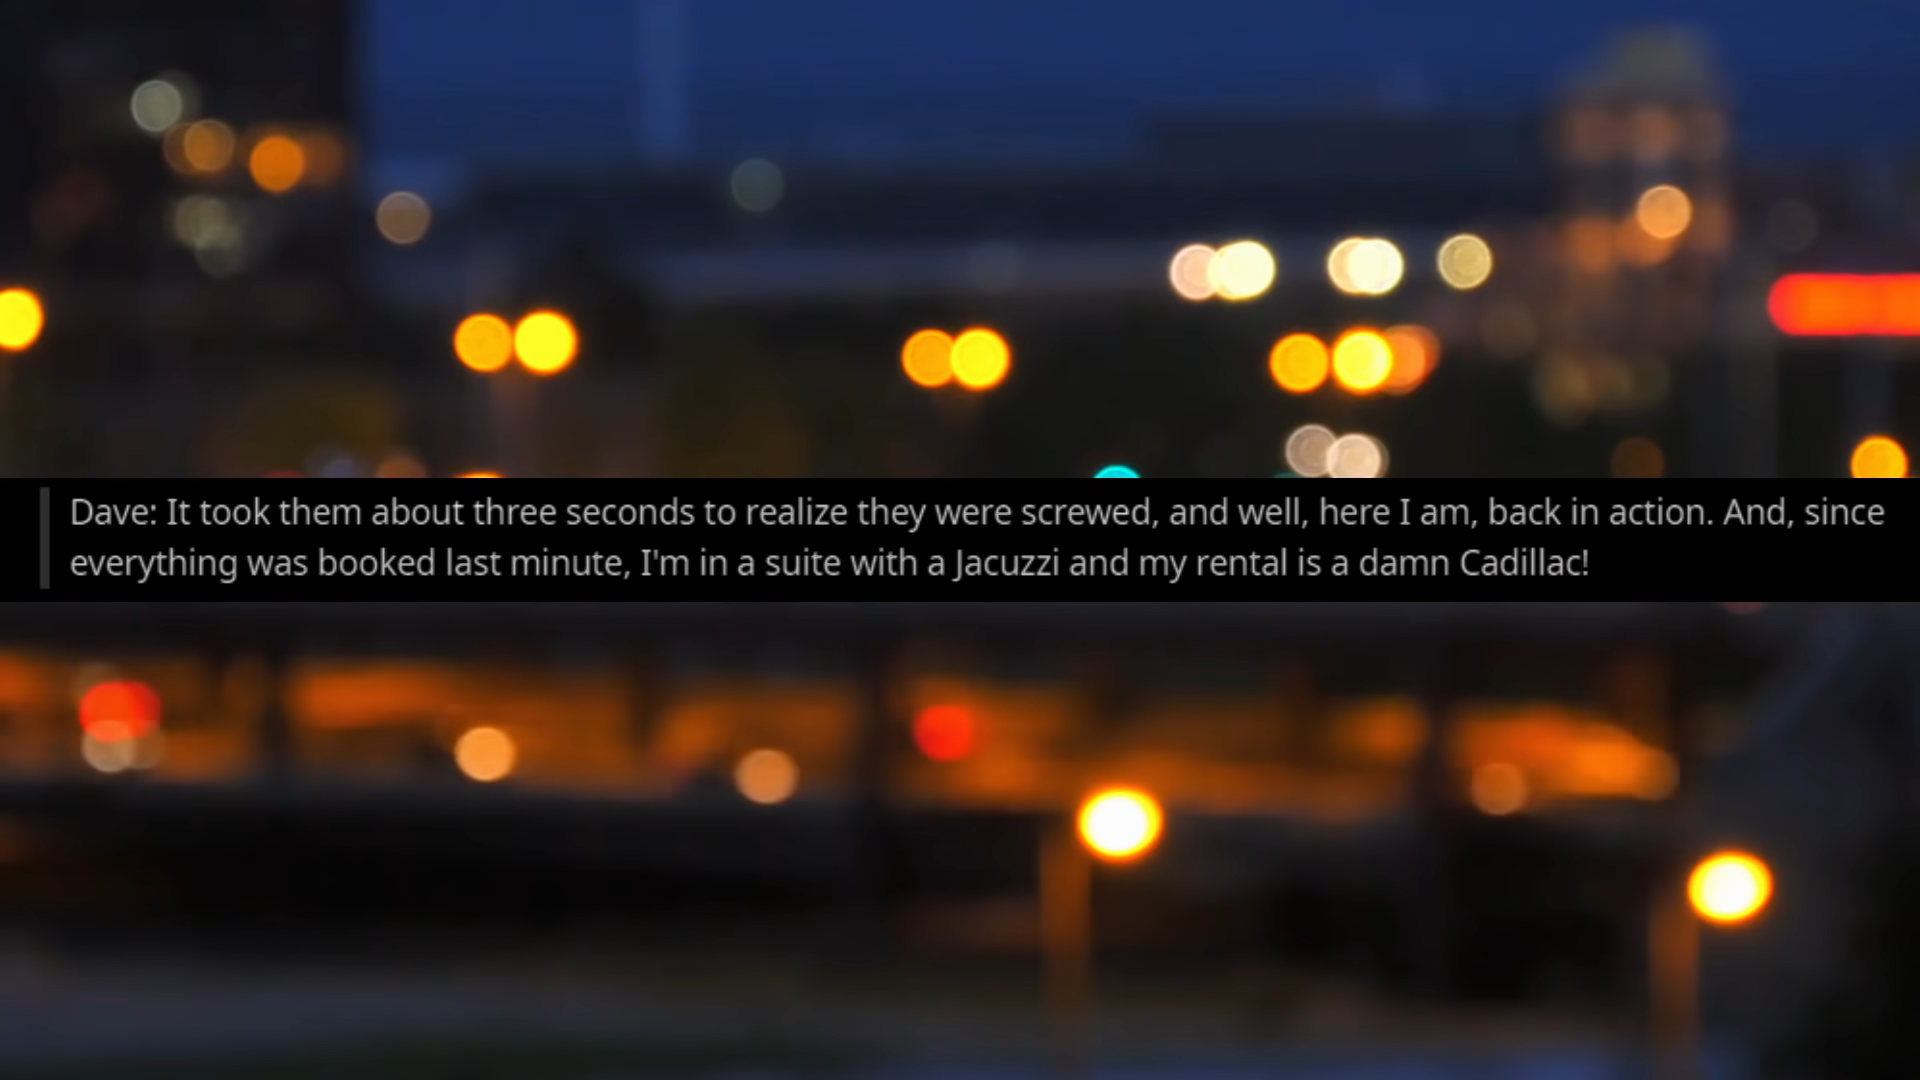 Dave: It took them about three seconds to realize they were screwed, and well, here I am, back in action. And, since
everything was booked last minute, I'm in a suite with a Jacuzzi and my rental is a damn Cadillac!